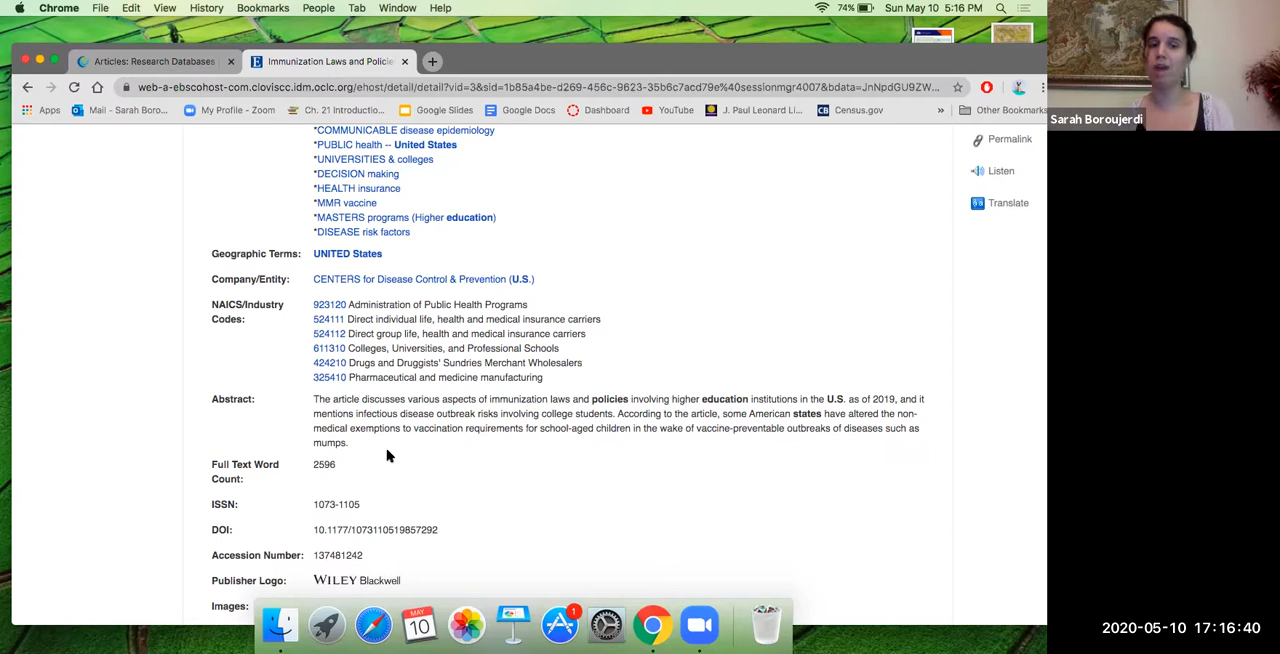 Chrome File Edit View History Bookmarks People Tab Window Help 74% Sun May 10 5:16 PM
Articles: Research Databases Immunization Laws and Policie
web-a-ebscohost-com.cloviscc.idm.oclc.org/ehost/detail/detail?vid=3&sid=1b85a4be-d269-456c-9623-35b6c7acd79e%40sessionmgr4007&bdata=JnNpdGU9ZW...
Apps Mail - Sarah Boro... My Profile - Zoom Ch. 21 Introductio... Google Slides Google Docs Dashboard YouTube J. Paul Leonard Li... Census.gov » Other Bookmarks
Sarah Boroujerdi
*COMMUNICABLE disease epidemiology
*PUBLIC health -- United States
*UNIVERSITIES & colleges
*DECISION making
*HEALTH insurance
*MMR vaccine
*MASTERS programs (Higher education)
*DISEASE risk factors
Permalink
Listen
Translate
Geographic Terms: UNITED States
Company/Entity: CENTERS for Disease Control & Prevention (U.S.)
NAICS/Industry 923120 Administration of Public Health Programs
Codes: 524111 Direct individual life, health and medical insurance carriers
524112 Direct group life, health and medical insurance carriers
611310 Colleges, Universities, and Professional Schools
424210 Drugs and Druggists' Sundries Merchant Wholesalers
325410 Pharmaceutical and medicine manufacturing
Abstract: The article discusses various aspects of immunization laws and policies involving higher education institutions in the U.S. as of 2019, and it
mentions infectious disease outbreak risks involving college students. According to the article, some American states have altered the non-
medical exemptions to vaccination requirements for school-aged children in the wake of vaccine-preventable outbreaks of diseases such as
mumps.
Full Text Word 2596
Count:
ISSN: 1073-1105
DOI: 10.1177/1073110519857292
Accession Number: 137481242
Publisher Logo: WILEY Blackwell
Images:
MAY
10
1
2020-05-10 17:16:40